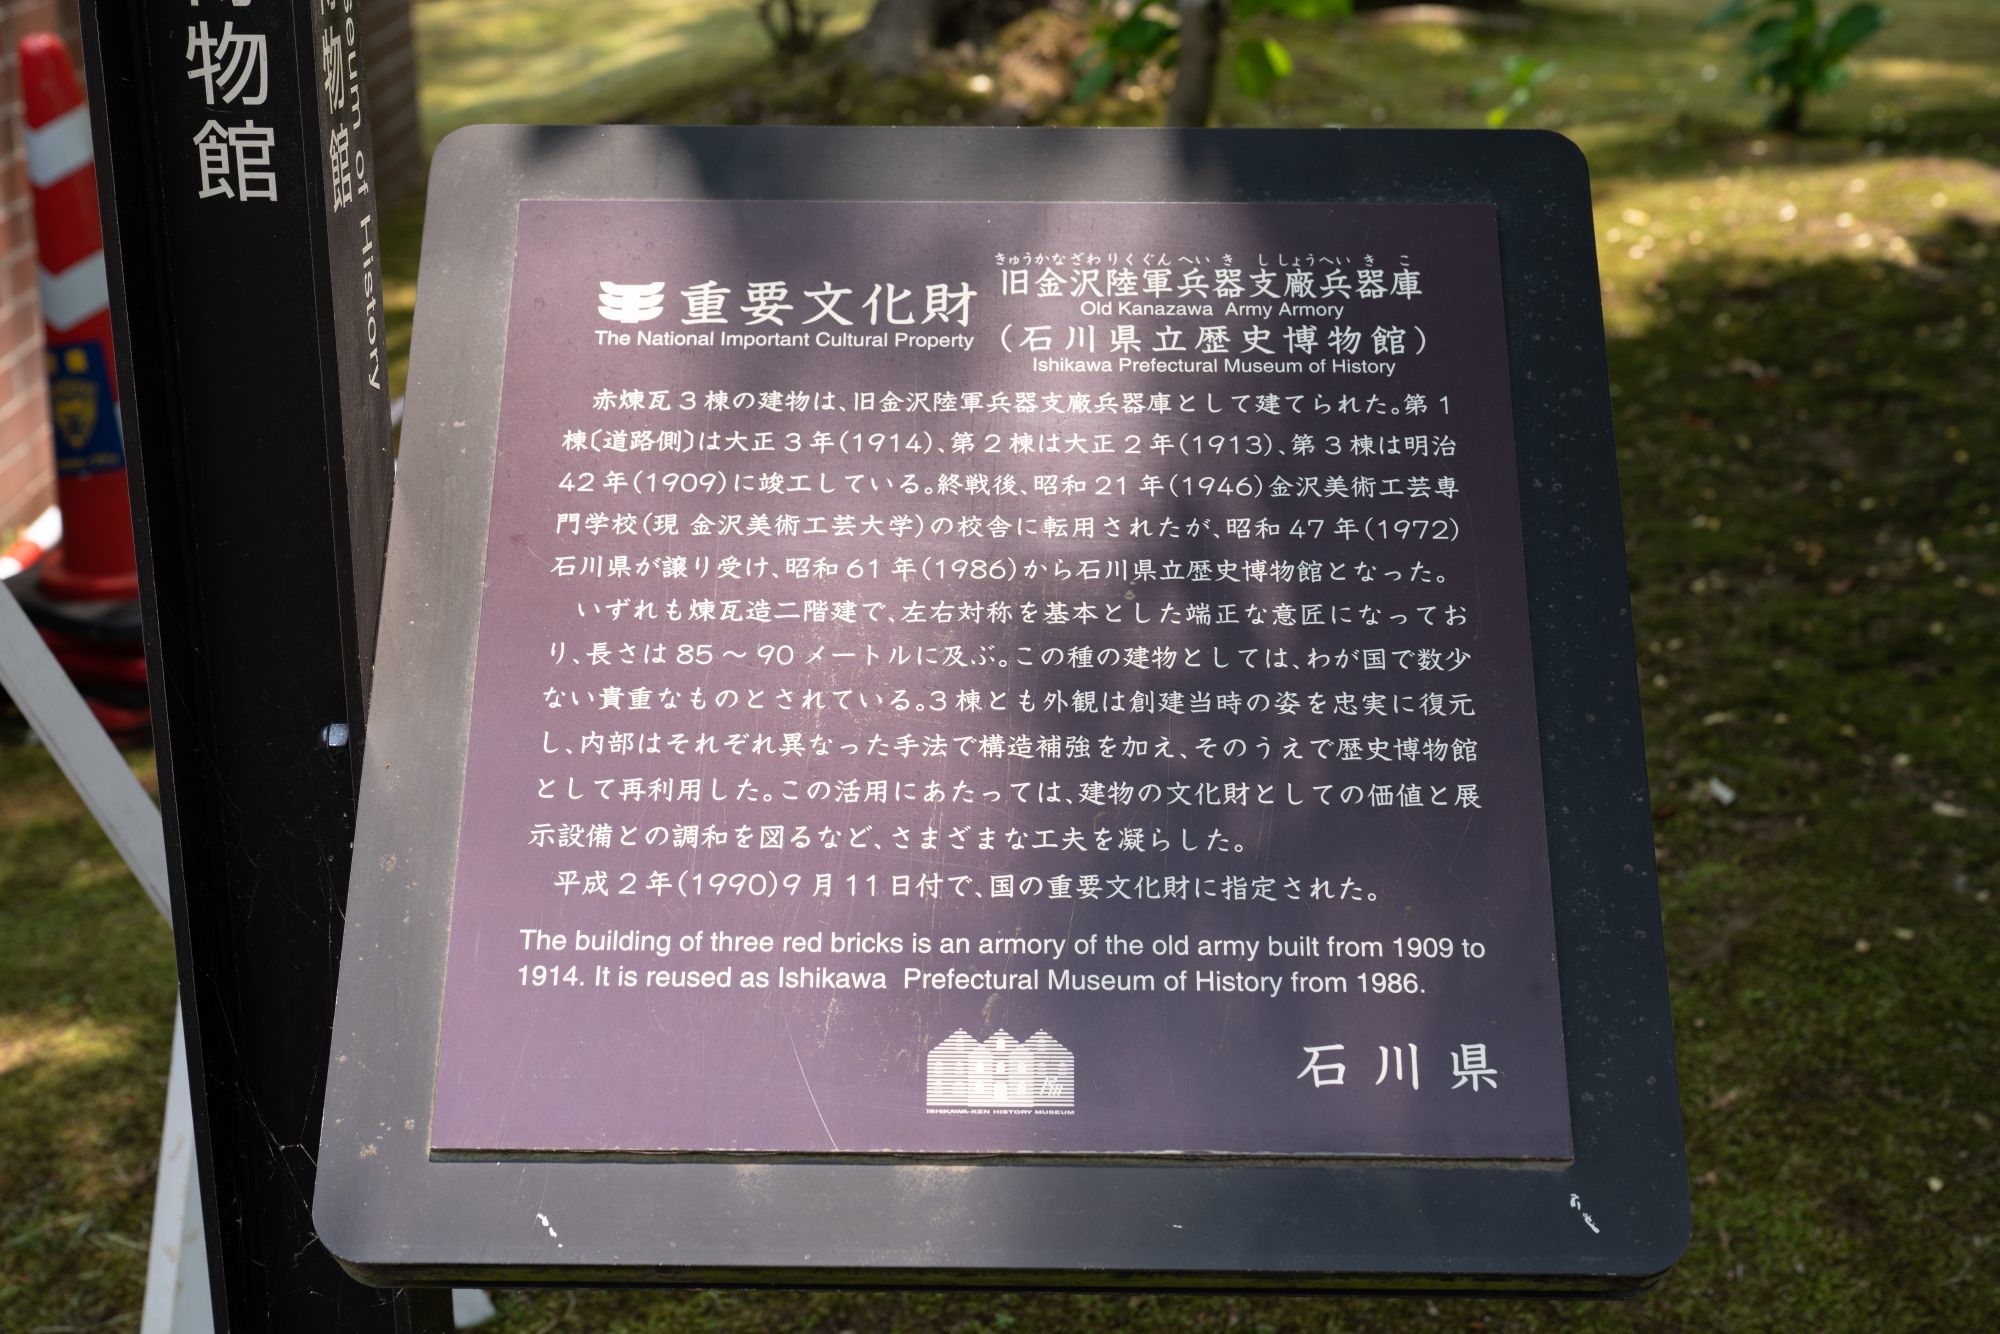 物館
物館
seum of History
重要文化財
The National Important Cultural Property
きゅうかなざわりくぐんへいきししょうへいきこ
旧金沢陸軍兵器支廠兵器庫
Old Kanazawa Army Armory
(石川県立歴史博物館)
Ishikawa Prefectural Museum of History
赤煉瓦3棟の建物は、旧金沢陸軍兵器支廠兵器庫として建てられた。第1
棟〔道路側〕は大正3年(1914)、第2棟は大正2年(1913)、第3棟は明治
42年(1909)に竣工している。終戦後、昭和21年(1946)金沢美術工芸専
門学校(現 金沢美術工芸大学)の校舎に転用されたが、昭和47年(1972)
石川県が譲り受け、昭和61年(1986)から石川県立歴史博物館となった。
いずれも煉瓦造二階建で、左右対称を基本とした端正な意匠になってお
り、長さは85〜90メートルに及ぶ。この種の建物としては、わが国で数少
ない貴重なものとされている。3棟とも外観は創建当時の姿を忠実に復元
し、内部はそれぞれ異なった手法で構造補強を加え、そのうえで歴史博物館
として再利用した。この活用にあたっては、建物の文化財としての価値と展
示設備との調和を図るなど、さまざまな工夫を凝らした。
平成2年(1990)9月11日付で、国の重要文化財に指定された。
The building of three red bricks is an armory of the old army built from 1909 to
1914. It is reused as Ishikawa Prefectural Museum of History from 1986.
ISHIKAWA-KEN HISTORY MUSEUM
石川県